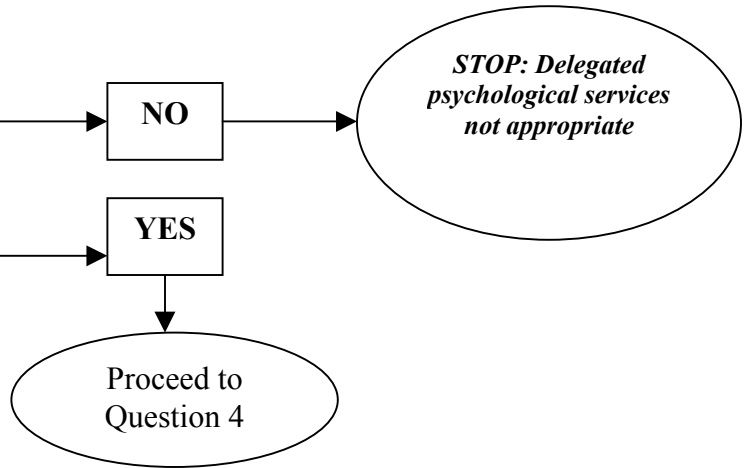 STOP: Delegated
psychological services
not appropriate
NO
YES
Proceed to
Question 4